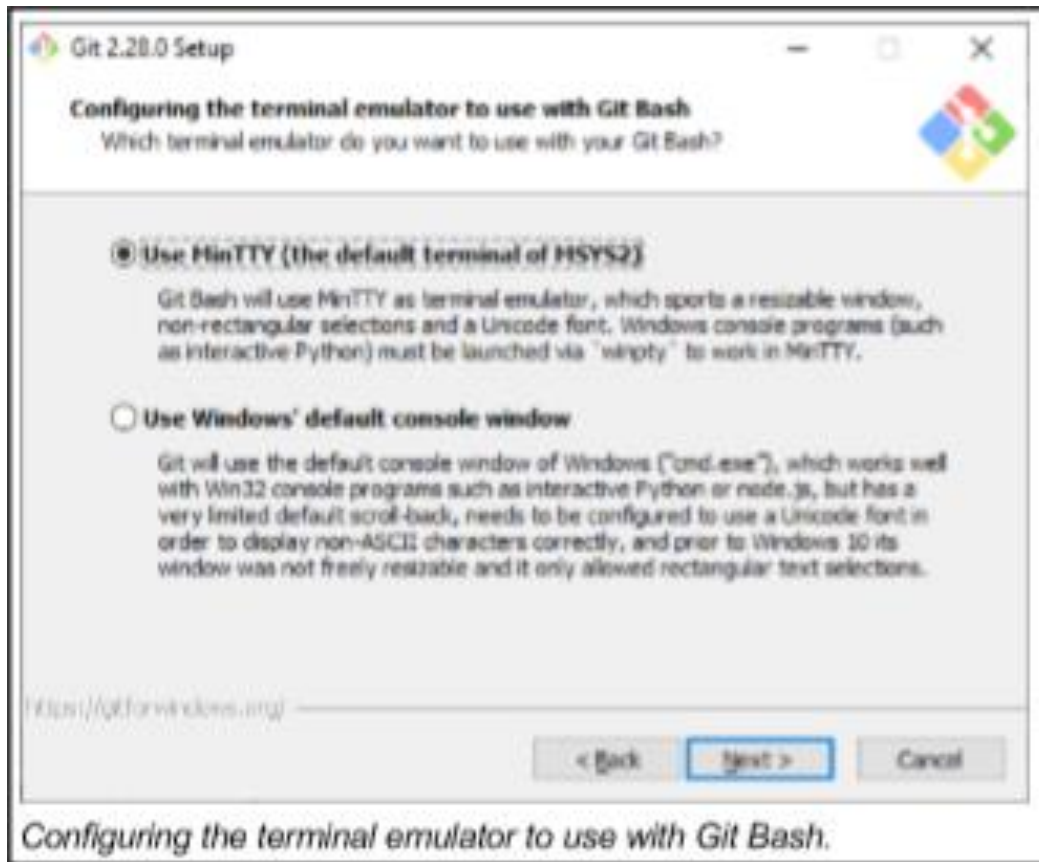 Git 2.28.0 Setup
Configuring the terminal emulator to use with Git Bash
Which terminal emulator do you want to use with your Git Bash?
Use MinTTY (the default terminal of MSYS2)
Git Bash will use MinTTY as terminal emulator, which sports a resizable window,
non-rectangular selections and a Unicode font. Windows console programs (such
as interactive Python) must be launched via `winpty` to work in MinTTY.
Use Windows' default console window
Git will use the default console window of Windows ("cmd.exe"), which works well
with Win32 console programs such as interactive Python or node.js, but has a
very limited default scroll-back, needs to be configured to use a Unicode font in
order to display non-ASCII characters correctly, and prior to Windows 10 its
window was not freely resizable and it only allowed rectangular text selections.
https://gitforwindows.org/
< Back
Next >
Cancel
Configuring the terminal emulator to use with Git Bash.